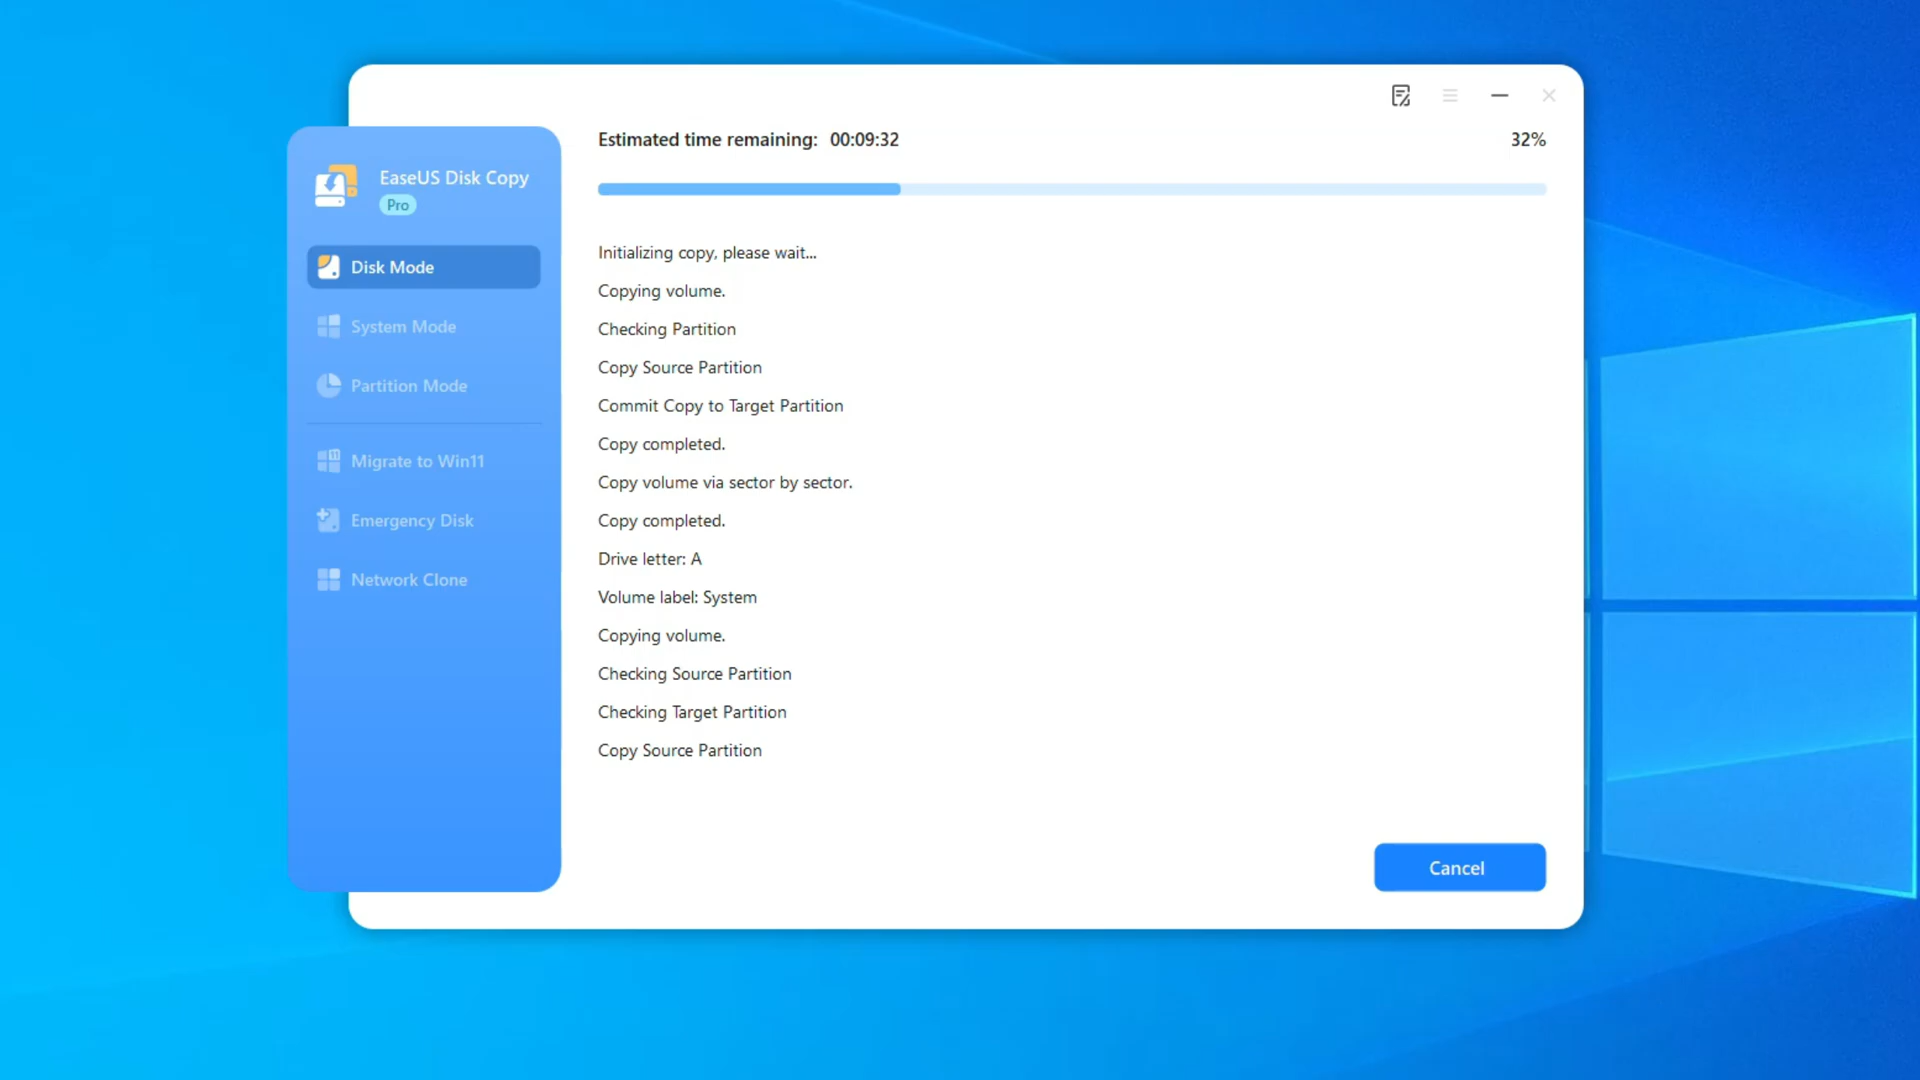 Estimated time remaining: 00:09:32
32%
EaseUS Disk Copy
Pro
Disk Mode
System Mode
Partition Mode
Migrate to Win11
Emergency Disk
Network Clone
Initializing copy, please wait...
Copying volume.
Checking Partition
Copy Source Partition
Commit Copy to Target Partition
Copy completed.
Copy volume via sector by sector.
Copy completed.
Drive letter: A
Volume label: System
Copying volume.
Checking Source Partition
Checking Target Partition
Copy Source Partition
Cancel